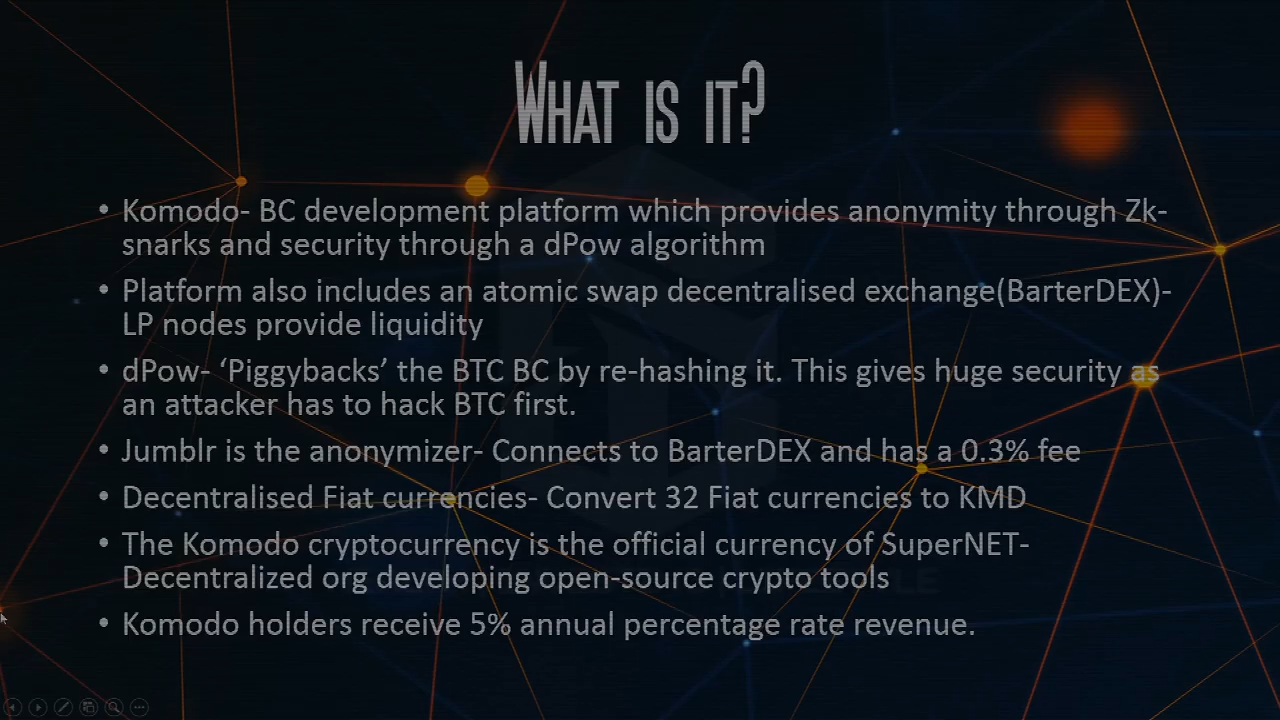 WHAT IS IT?
• Komodo- BC development platform which provides anonymity through Zk-
snarks and security through a dPow algorithm
• Platform also includes an atomic swap decentralised exchange(BarterDEX)-
LP nodes provide liquidity
• dPow- ‘Piggybacks’ the BTC BC by re-hashing it. This gives huge security as
an attacker has to hack BTC first.
• Jumblr is the anonymizer- Connects to BarterDEX and has a 0.3% fee
• Decentralised Fiat currencies- Convert 32 Fiat currencies to KMD
• The Komodo cryptocurrency is the official currency of SuperNET-
Decentralized org developing open-source crypto tools
• Komodo holders receive 5% annual percentage rate revenue.